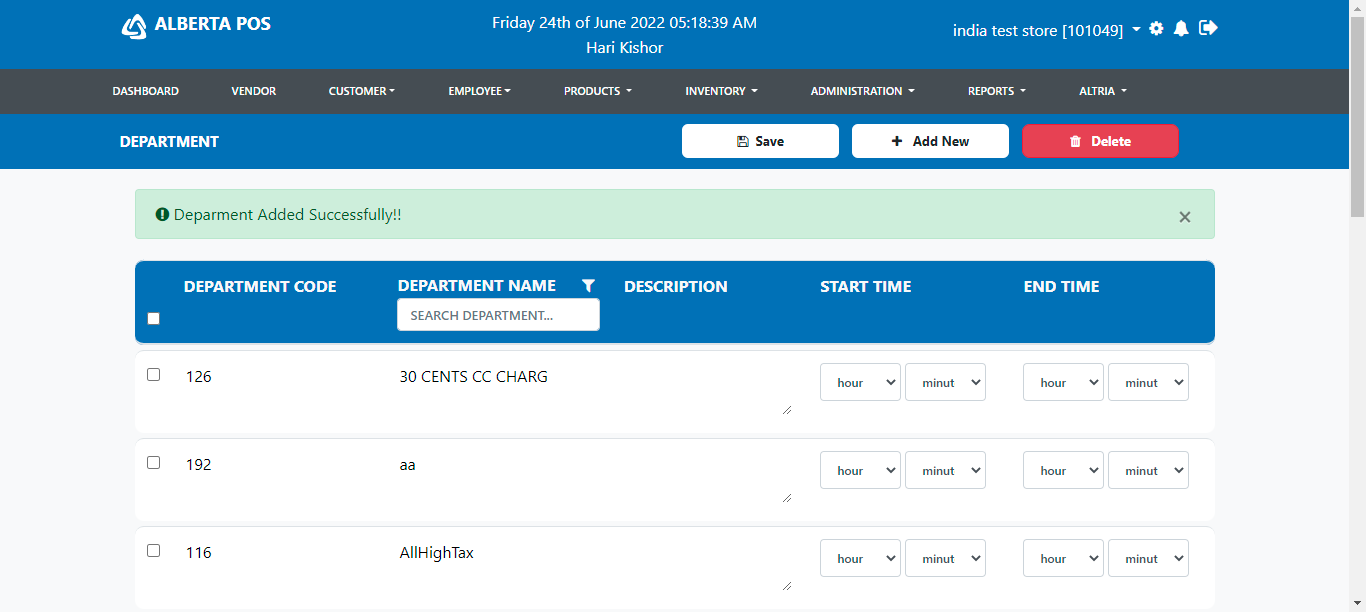 ALBERTA POS
Friday 24th of June 2022 05:18:39 AM
Hari Kishor
india test store [101049]
DASHBOARD VENDOR CUSTOMER EMPLOYEE PRODUCTS INVENTORY ADMINISTRATION REPORTS ALTRIA
DEPARTMENT Save Add New Delete
Deparment Added Successfully!! ×
DEPARTMENT CODE DEPARTMENT NAME DESCRIPTION START TIME END TIME
SEARCH DEPARTMENT...
126 30 CENTS CC CHARG hour minut hour minut
192 aa hour minut hour minut
116 AllHighTax hour minut hour minut